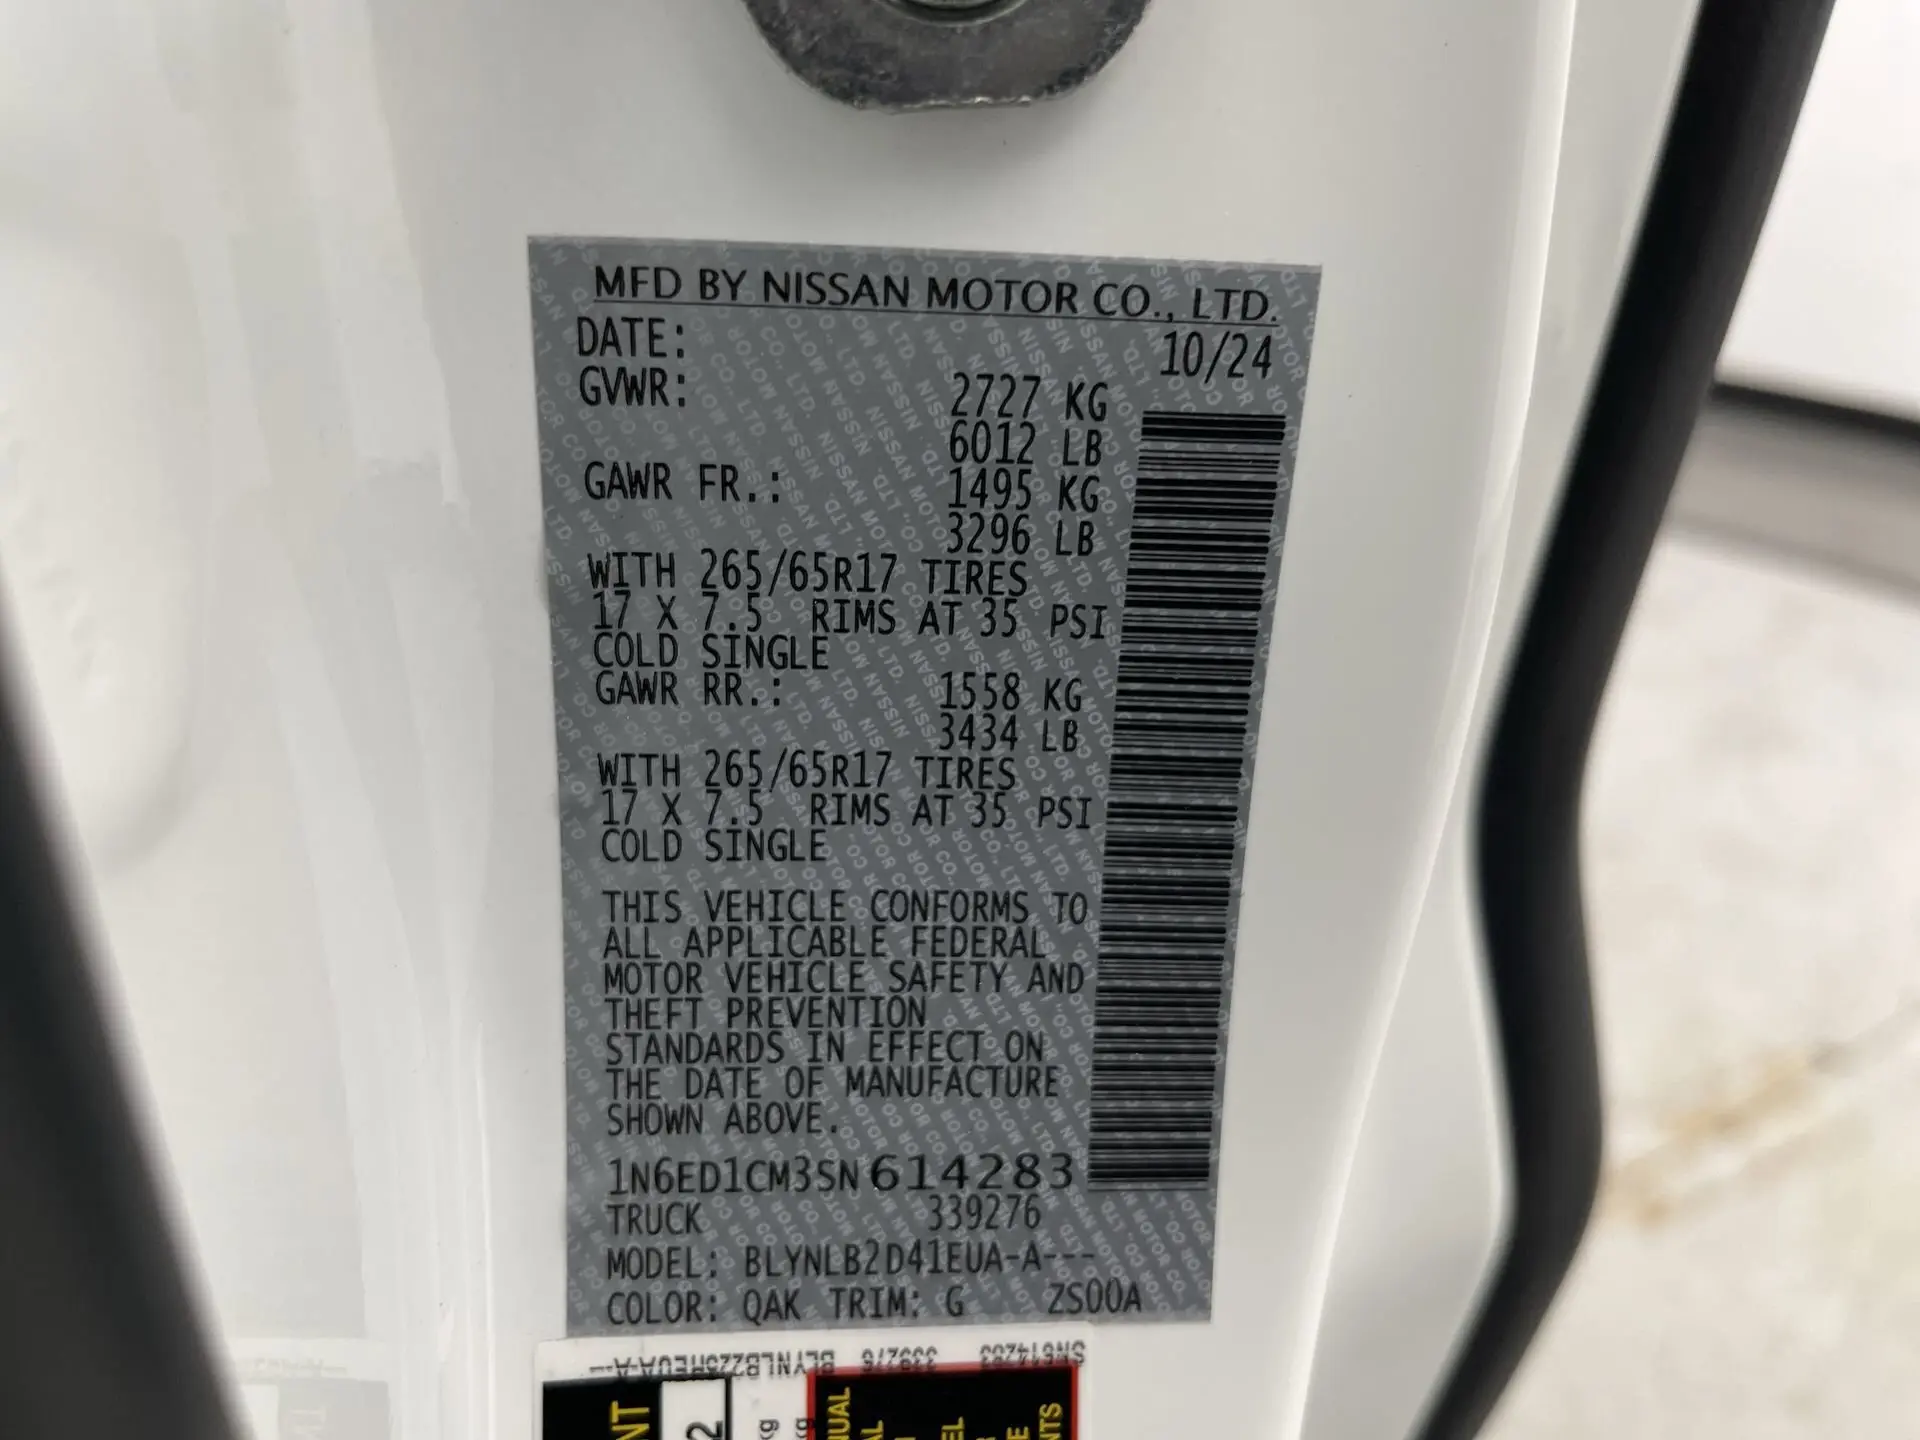 MFD BY NISSAN MOTOR CO., LTD.
DATE: 10/24
GVWR: 2727 KG
6012 LB
GAWR FR.: 1495 KG
3296 LB
WITH 265/65R17 TIRES
17 X 7.5 RIMS AT 35 PSI
COLD SINGLE
GAWR RR.: 1558 KG
3434 LB
WITH 265/65R17 TIRES
17 X 7.5 RIMS AT 35 PSI
COLD SINGLE
THIS VEHICLE CONFORMS TO
ALL APPLICABLE FEDERAL
MOTOR VEHICLE SAFETY AND
THEFT PREVENTION
STANDARDS IN EFFECT ON
THE DATE OF MANUFACTURE
SHOWN ABOVE.
1N6ED1CM3SN614283
TRUCK 339276
MODEL: BLYNLB2D41EUA-A---
COLOR: QAK TRIM: G ZS00A
SN614283 339276